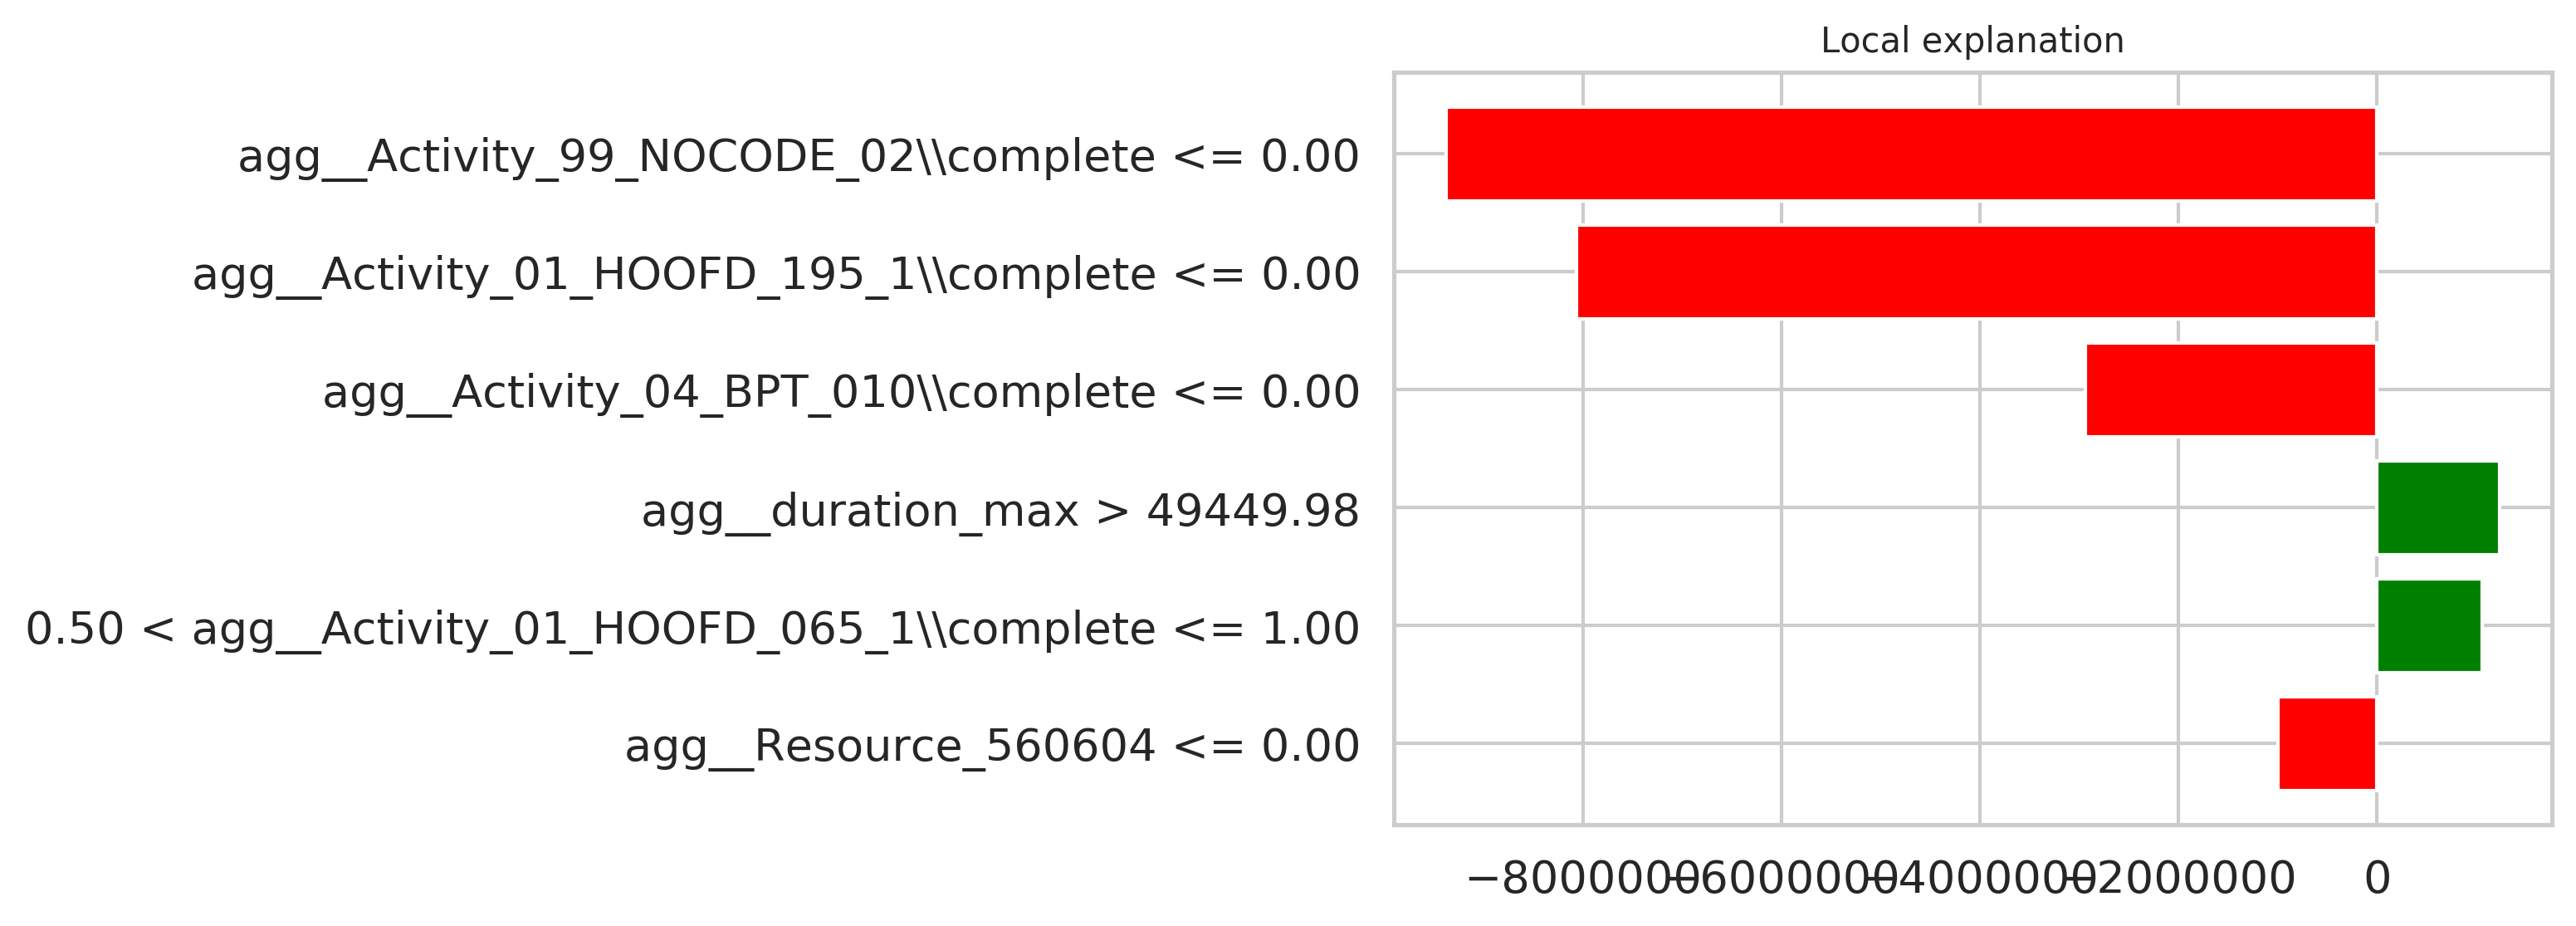 Local explanation
agg__Activity_99_NOCODE_02\\complete <= 0.00
agg__Activity_01_HOOFD_195_1\\complete <= 0.00
agg__Activity_04_BPT_010\\complete <= 0.00
agg__duration_max > 49449.98
0.50 < agg__Activity_01_HOOFD_065_1\\complete <= 1.00
agg__Resource_560604 <= 0.00
−8000000 −6000000 −4000000 −2000000 0